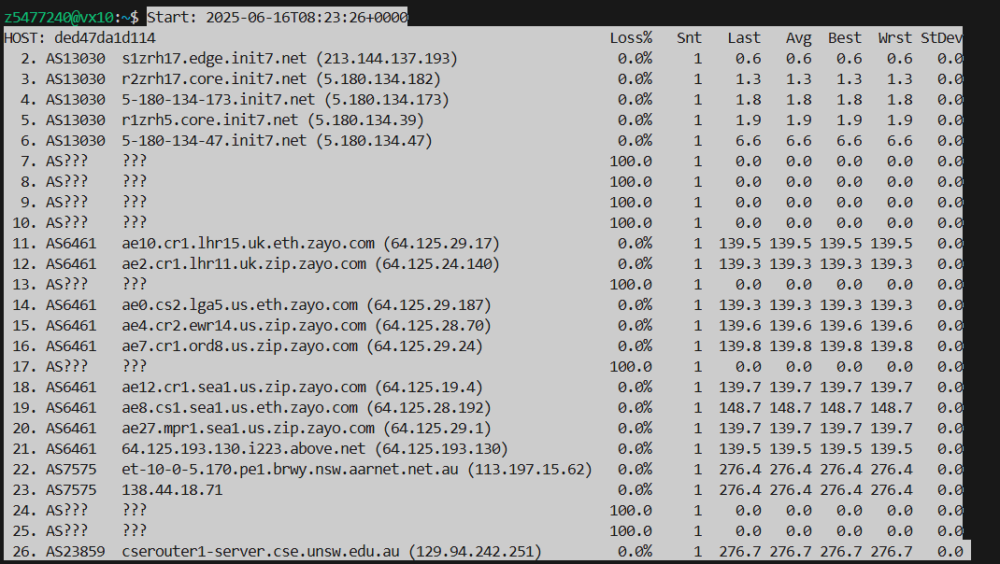 z5477240@vx10:~$ Start: 2025-06-16T08:23:26+0000
HOST: ded47da1d114 Loss% Snt Last Avg Best Wrst StDev
2. AS13030 s1zrh17.edge.init7.net (213.144.137.193) 0.0% 1 0.6 0.6 0.6 0.6 0.0
3. AS13030 r2zrh17.core.init7.net (5.180.134.182) 0.0% 1 1.3 1.3 1.3 1.3 0.0
4. AS13030 5-180-134-173.init7.net (5.180.134.173) 0.0% 1 1.8 1.8 1.8 1.8 0.0
5. AS13030 r1zrh5.core.init7.net (5.180.134.39) 0.0% 1 1.9 1.9 1.9 1.9 0.0
6. AS13030 5-180-134-47.init7.net (5.180.134.47) 0.0% 1 6.6 6.6 6.6 6.6 0.0
7. AS??? ??? 100.0 1 0.0 0.0 0.0 0.0 0.0
8. AS??? ??? 100.0 1 0.0 0.0 0.0 0.0 0.0
9. AS??? ??? 100.0 1 0.0 0.0 0.0 0.0 0.0
10. AS??? ??? 100.0 1 0.0 0.0 0.0 0.0 0.0
11. AS6461 ae10.cr1.lhr15.uk.eth.zayo.com (64.125.29.17) 0.0% 1 139.5 139.5 139.5 139.5 0.0
12. AS6461 ae2.cr1.lhr11.uk.zip.zayo.com (64.125.24.140) 0.0% 1 139.3 139.3 139.3 139.3 0.0
13. AS??? ??? 100.0 1 0.0 0.0 0.0 0.0 0.0
14. AS6461 ae0.cs2.lga5.us.eth.zayo.com (64.125.29.187) 0.0% 1 139.3 139.3 139.3 139.3 0.0
15. AS6461 ae4.cr2.ewr14.us.zip.zayo.com (64.125.28.70) 0.0% 1 139.6 139.6 139.6 139.6 0.0
16. AS6461 ae7.cr1.ord8.us.zip.zayo.com (64.125.29.24) 0.0% 1 139.8 139.8 139.8 139.8 0.0
17. AS??? ??? 100.0 1 0.0 0.0 0.0 0.0 0.0
18. AS6461 ae12.cr1.sea1.us.zip.zayo.com (64.125.19.4) 0.0% 1 139.7 139.7 139.7 139.7 0.0
19. AS6461 ae8.cs1.sea1.us.eth.zayo.com (64.125.28.192) 0.0% 1 148.7 148.7 148.7 148.7 0.0
20. AS6461 ae27.mpr1.sea1.us.zip.zayo.com (64.125.29.1) 0.0% 1 139.7 139.7 139.7 139.7 0.0
21. AS6461 64.125.193.130.i223.above.net (64.125.193.130) 0.0% 1 139.5 139.5 139.5 139.5 0.0
22. AS7575 et-10-0-5.170.pe1.brwy.nsw.aarnet.net.au (113.197.15.62) 0.0% 1 276.4 276.4 276.4 276.4 0.0
23. AS7575 138.44.18.71 0.0% 1 276.4 276.4 276.4 276.4 0.0
24. AS??? ??? 100.0 1 0.0 0.0 0.0 0.0 0.0
25. AS??? ??? 100.0 1 0.0 0.0 0.0 0.0 0.0
26. AS23859 cserouter1-server.cse.unsw.edu.au (129.94.242.251) 0.0% 1 276.7 276.7 276.7 276.7 0.0